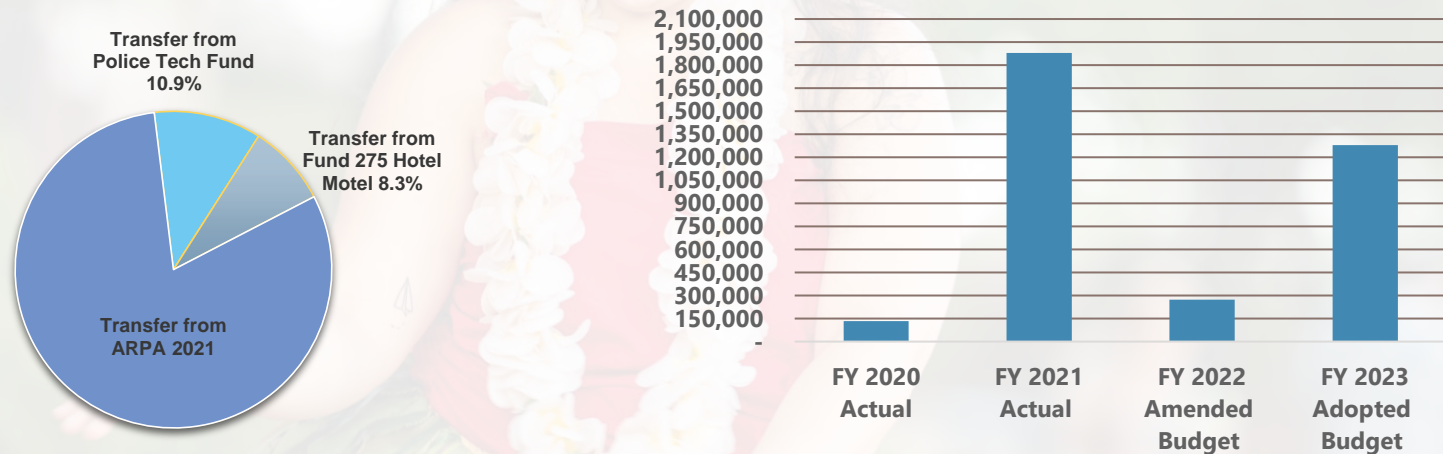 Transfer from
Police Tech Fund
10.9%
Transfer from
Fund 275 Hotel
Motel 8.3%
Transfer from
ARPA 2021
2,100,000
1,950,000
1,800,000
1,650,000
1,500,000
1,350,000
1,200,000
1,050,000
900,000
750,000
600,000
450,000
300,000
150,000
-
FY 2020
Actual
FY 2021
Actual
FY 2022
Amended
Budget
FY 2023
Adopted
Budget